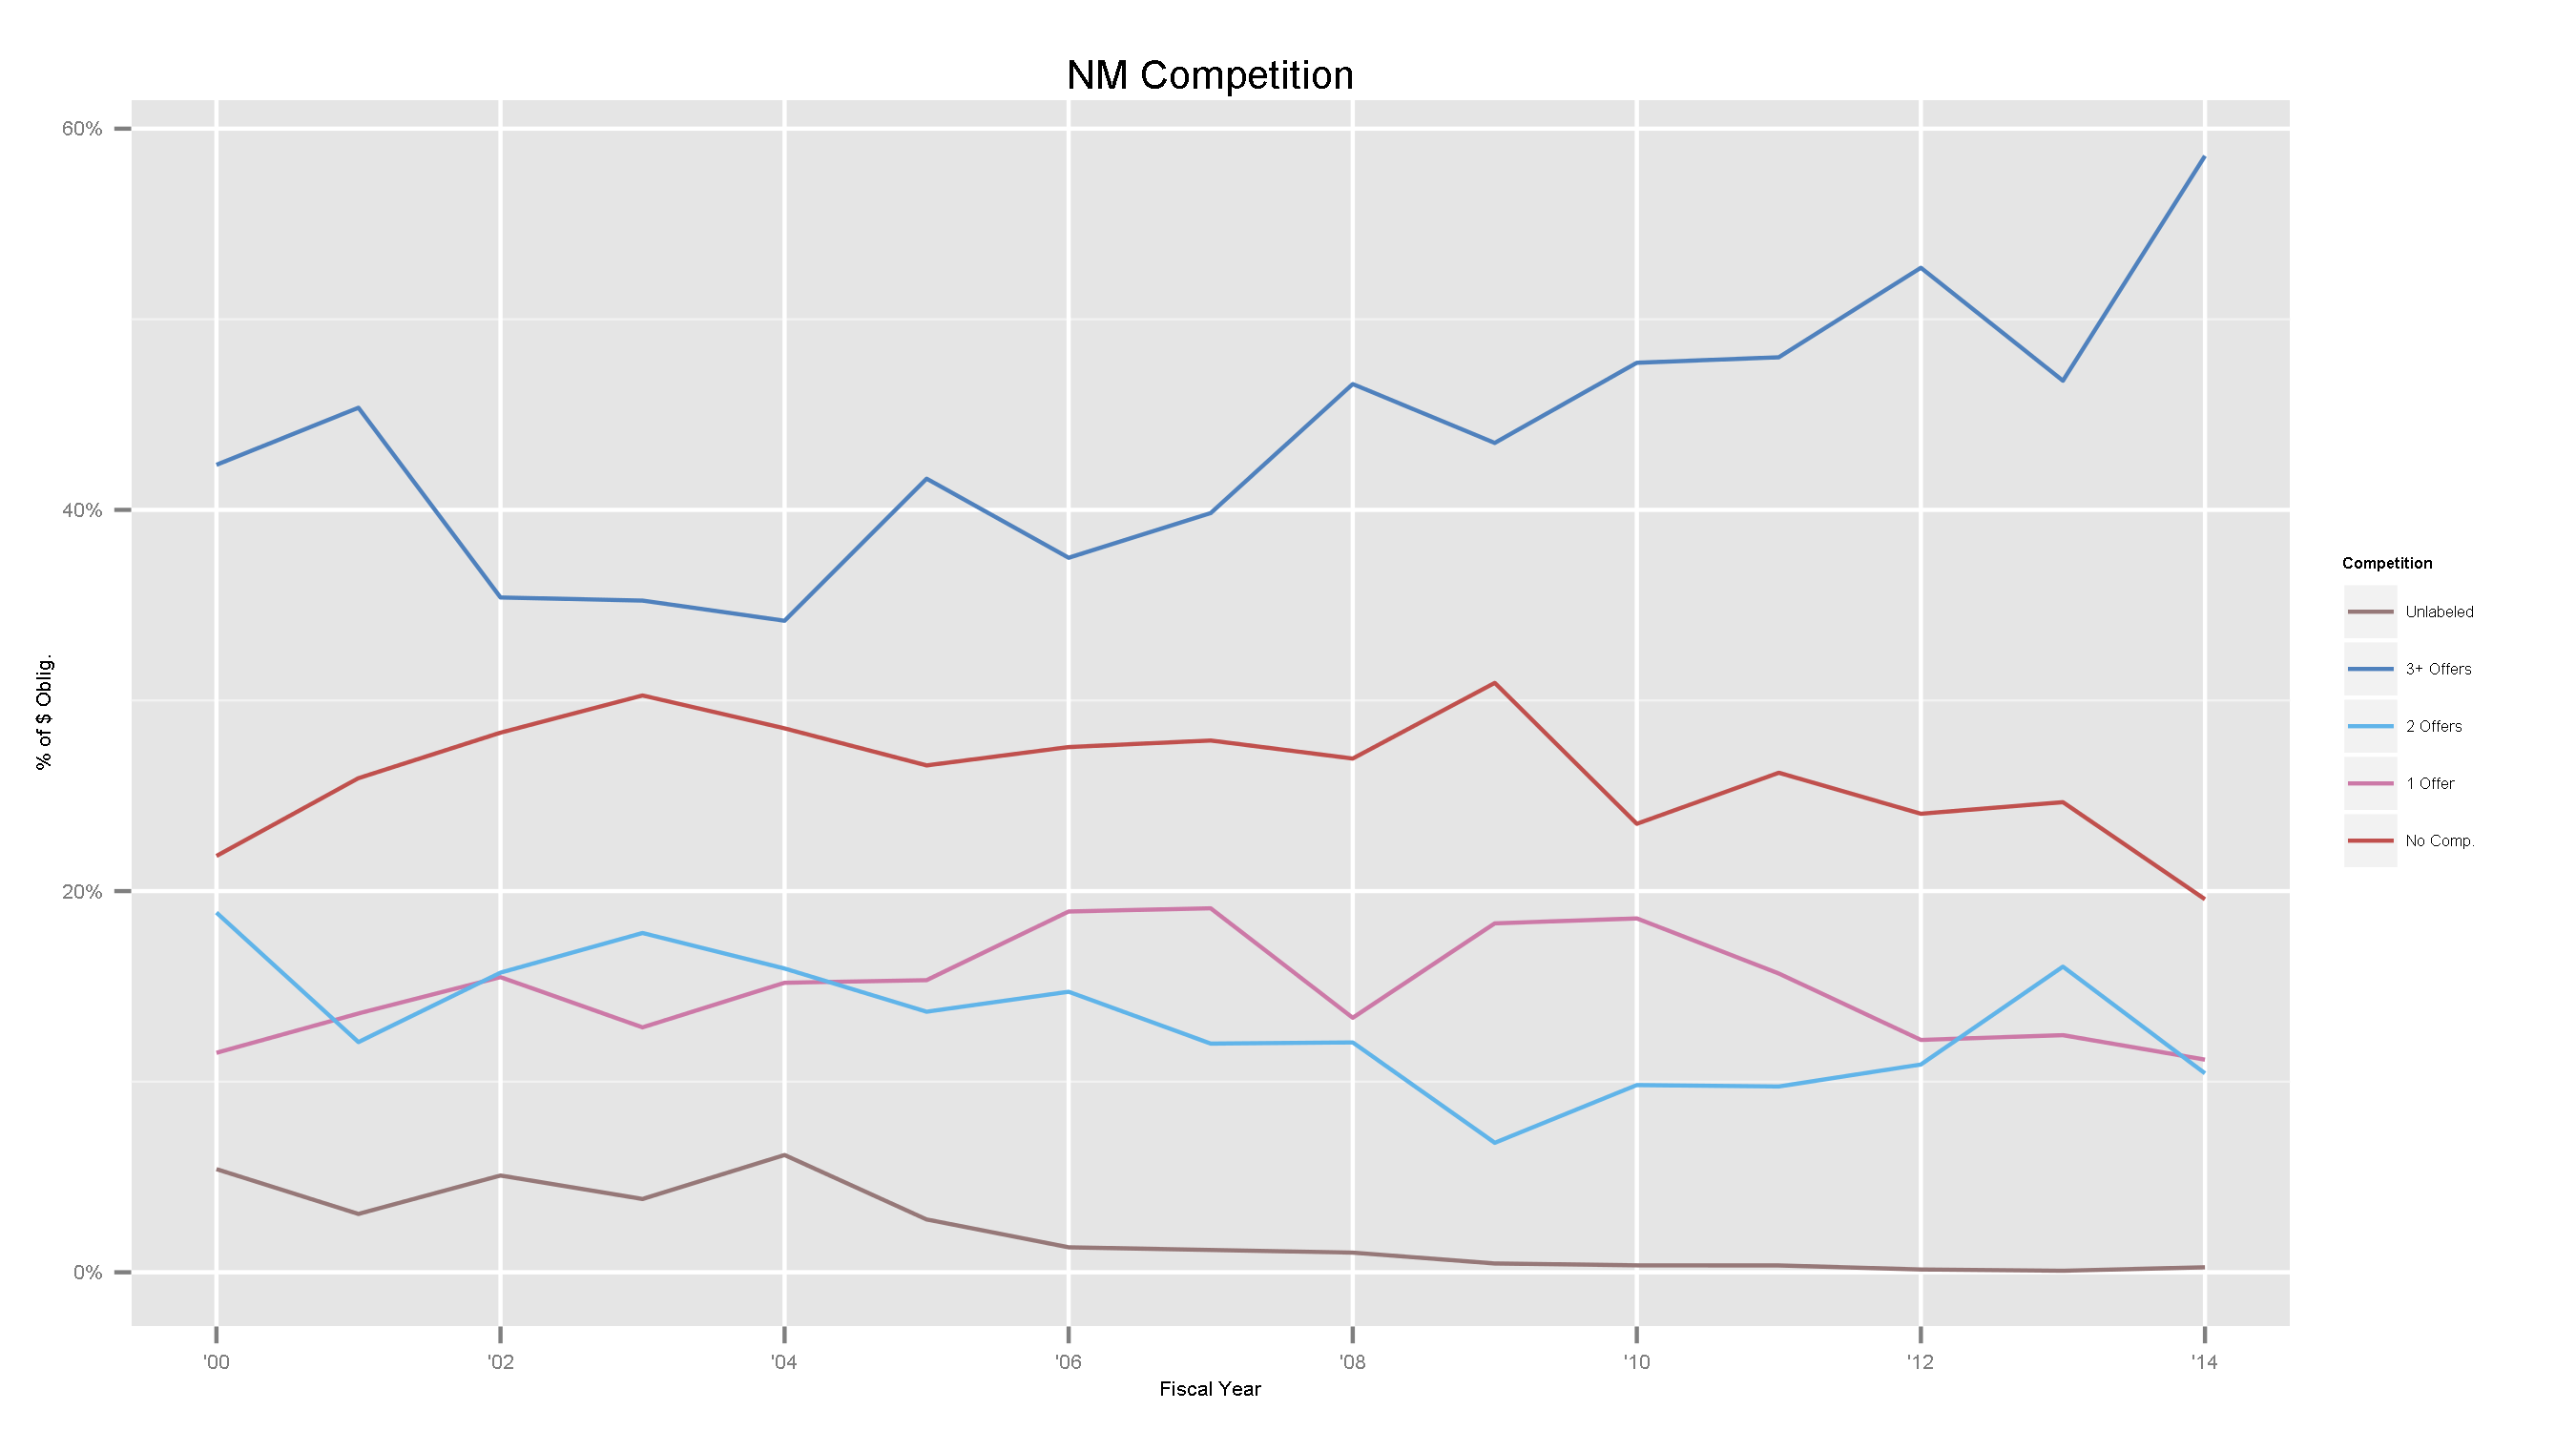 NM Competition
60%
40%
20%
0%
% of $ Oblig.
'00 '02 '04 '06 '08 '10 '12 '14
Fiscal Year
Competition
Unlabeled
3+ Offers
2 Offers
1 Offer
No Comp.